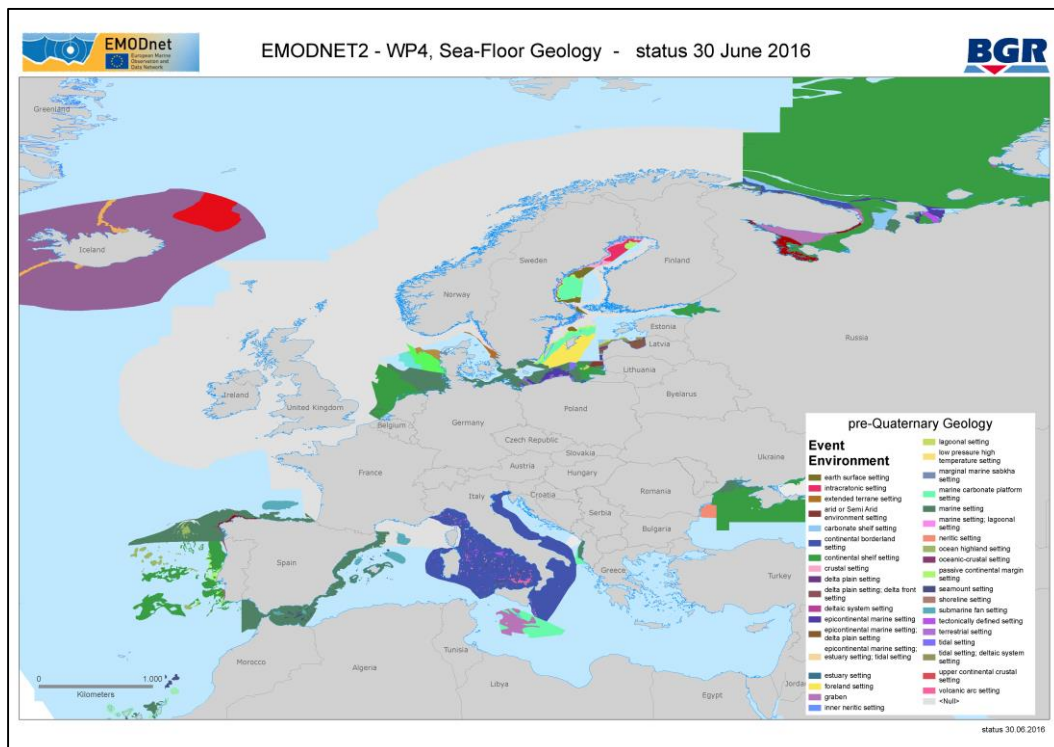 EMODnet
European Marine
Observation and
Data Network
EMODNET2 - WP4, Sea-Floor Geology - status 30 June 2016
BGR
Greenland
Iceland
Sweden
Finland
Norway
Russia
Estonia
Latvia
Lithuania
Ireland
United Kingdom
Byelarus
Poland
Germany
Belgium
Czech Republic
Slovakia
Ukraine
Austria
Hungary
France
Romania
Italy
Croatia
Serbia
Bulgaria
Spain
Greece
Turkey
Tunisia
Morocco
Algeria
Libya
Egypt
Jordan
0
1.000
Kilometers
pre-Quaternary Geology
Event
Environment
earth surface setting
intracratonic setting
extended terrane setting
arid or Semi Arid
environment setting
carbonate shelf setting
continental borderland
setting
continental shelf setting
crustal setting
delta plain setting
delta plain setting; delta front
setting
deltaic system setting
epicontinental marine setting
epicontinental marine setting;
delta plain setting
epicontinental marine setting;
estuary setting; tidal setting
estuary setting
foreland setting
graben
inner neritic setting
lagoonal setting
low pressure high
temperature setting
marginal marine sabkha
setting
marine carbonate platform
setting
marine setting
marine setting; lagoonal
setting
neritic setting
ocean highland setting
oceanic-crustal setting
passive continental margin
setting
seamount setting
shoreline setting
submarine fan setting
tectonically defined setting
terrestrial setting
tidal setting
tidal setting; deltaic system
setting
upper continental crustal
setting
volcanic arc setting
<Null>
status 30.06.2016